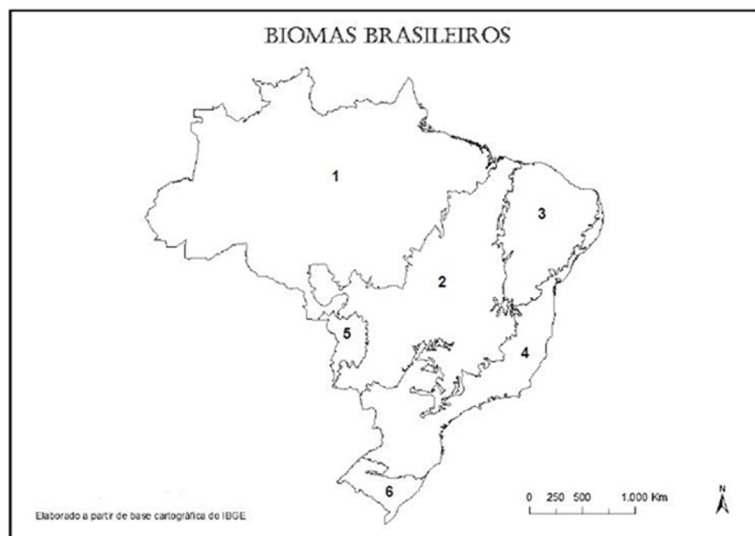 BIOMAS BRASILEIROS
1
3
2
5
4
6
N
0 250 500 1.000 Km
Elaborado a partir de base cartográfica do IBGE